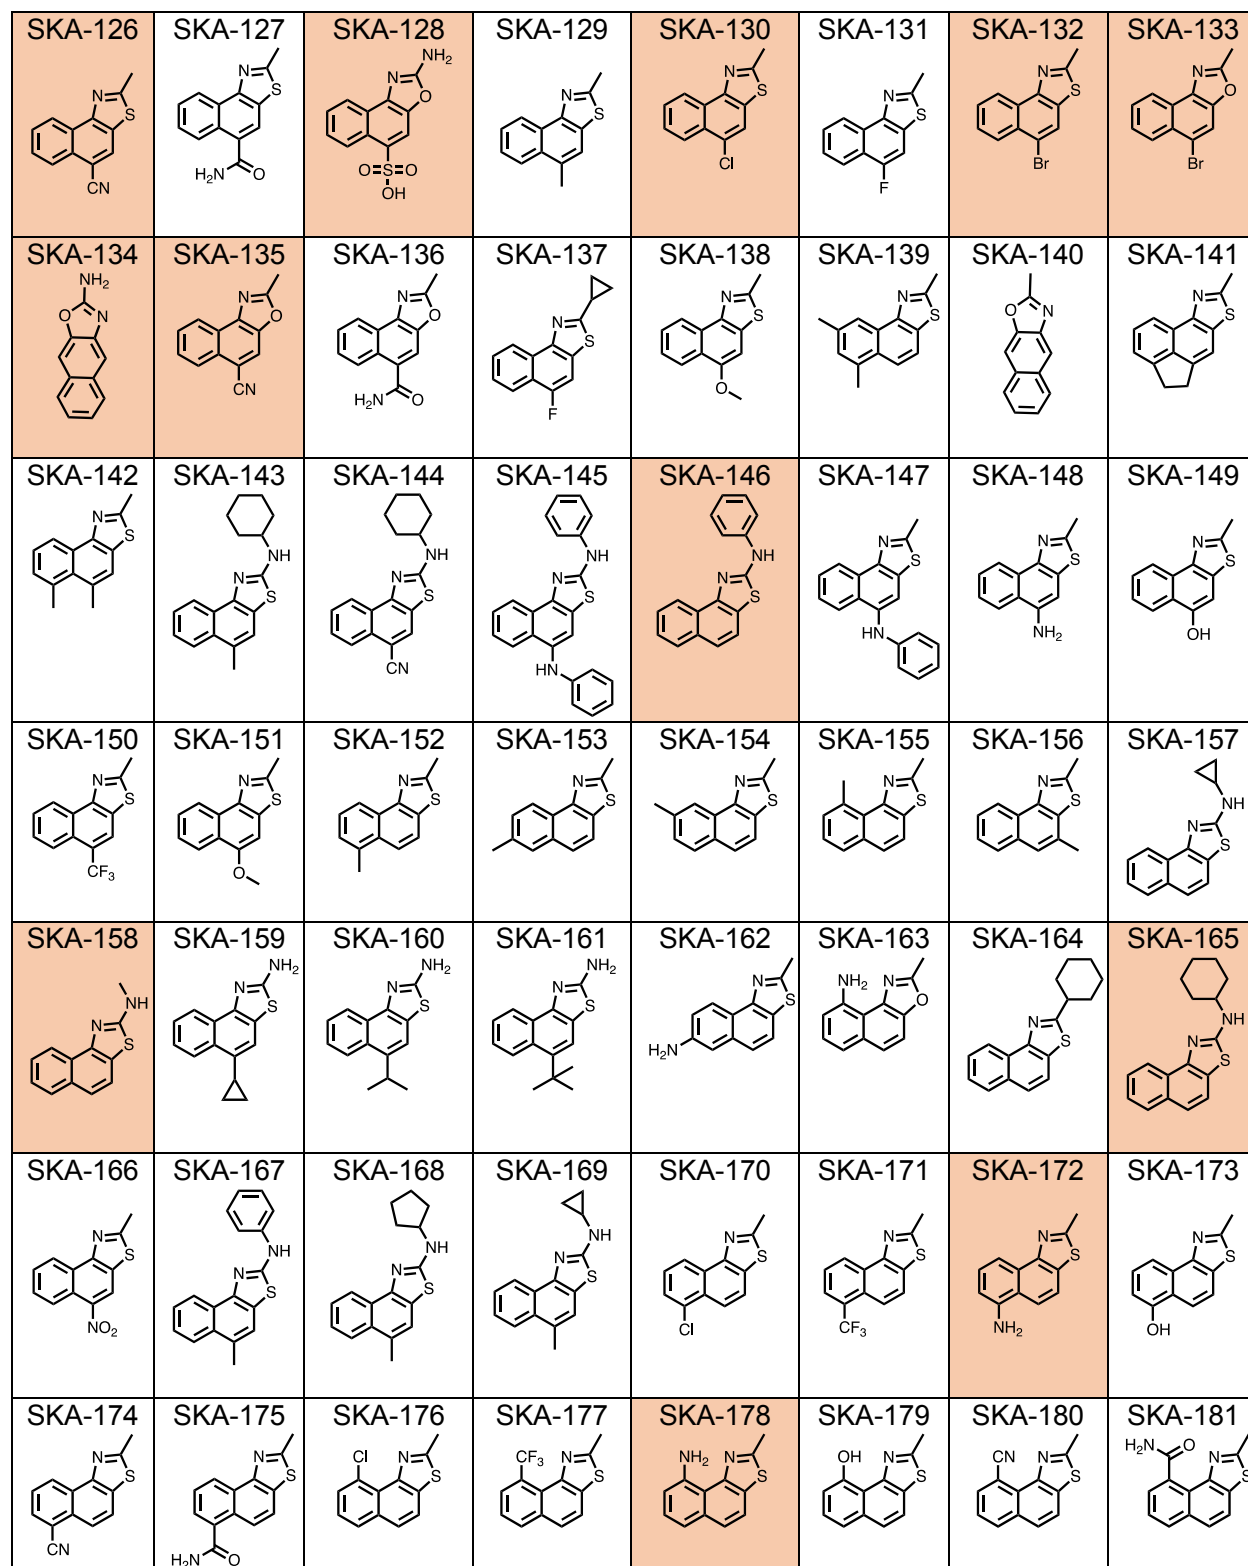 SKA-126 SKA-127 SKA-128 SKA-129 SKA-130 SKA-131 SKA-132 SKA-133
N S CN
N S H₂N O
NH₂ N O O=S=O OH
N S
N S Cl
N S F
N S Br
N O Br
SKA-134 SKA-135 SKA-136 SKA-137 SKA-138 SKA-139 SKA-140 SKA-141
NH₂ O N
N O CN
N O H₂N O
N S F
N S O
N S
O N
N S
SKA-142 SKA-143 SKA-144 SKA-145 SKA-146 SKA-147 SKA-148 SKA-149
N S
NH N S
NH N S CN
NH N S HN
NH N S
N S HN
N S NH₂
N S OH
SKA-150 SKA-151 SKA-152 SKA-153 SKA-154 SKA-155 SKA-156 SKA-157
N S CF₃
N S O
N S
N S
N S
N S
N S
NH N S
SKA-158 SKA-159 SKA-160 SKA-161 SKA-162 SKA-163 SKA-164 SKA-165
NH N S
NH₂ N S
NH₂ N S
NH₂ N S
N S H₂N
NH₂ N O
N S
NH N S
SKA-166 SKA-167 SKA-168 SKA-169 SKA-170 SKA-171 SKA-172 SKA-173
N S NO₂
NH N S
NH N S
NH N S
N S Cl
N S CF₃
N S NH₂
N S OH
SKA-174 SKA-175 SKA-176 SKA-177 SKA-178 SKA-179 SKA-180 SKA-181
N S CN
N S H₂N O
Cl N S
CF₃ N S
NH₂ N S
OH N S
CN N S
H₂N O N S